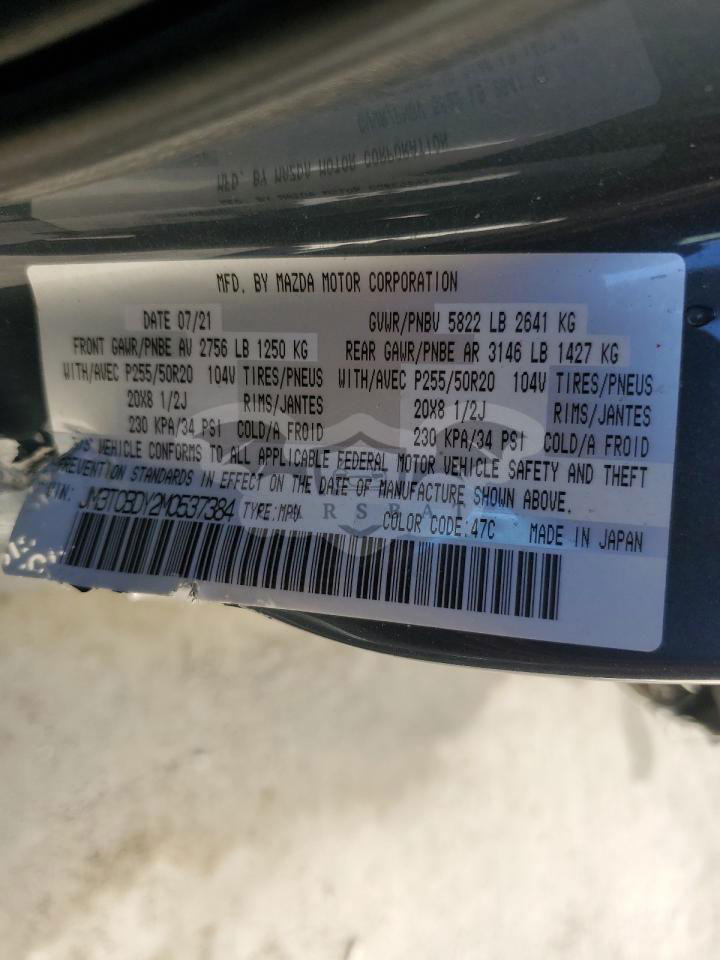 MFD. BY MAZDA MOTOR CORPORATION
MFD. BY MAZDA MOTOR CORPORATION
DATE 07/21 GVWR/PNBV 5822 LB 2641 KG
FRONT GAWR/PNBE AV 2756 LB 1250 KG REAR GAWR/PNBE AR 3146 LB 1427 KG
WITH/AVEC P255/50R20 104V TIRES/PNEUS WITH/AVEC P255/50R20 104V TIRES/PNEUS
20X8 1/2J RIMS/JANTES 20X8 1/2J RIMS/JANTES
230 KPA/34 PSI COLD/A FROID 230 KPA/34 PSI COLD/A FROID
VEHICLE CONFORMS TO ALL APPLICABLE FEDERAL MOTOR VEHICLE SAFETY AND THEFT
PREVENTION STANDARDS IN EFFECT ON THE DATE OF MANUFACTURE SHOWN ABOVE.
JM3TCBDY2M0537384 TYPE:MPV COLOR CODE:47C MADE IN JAPAN